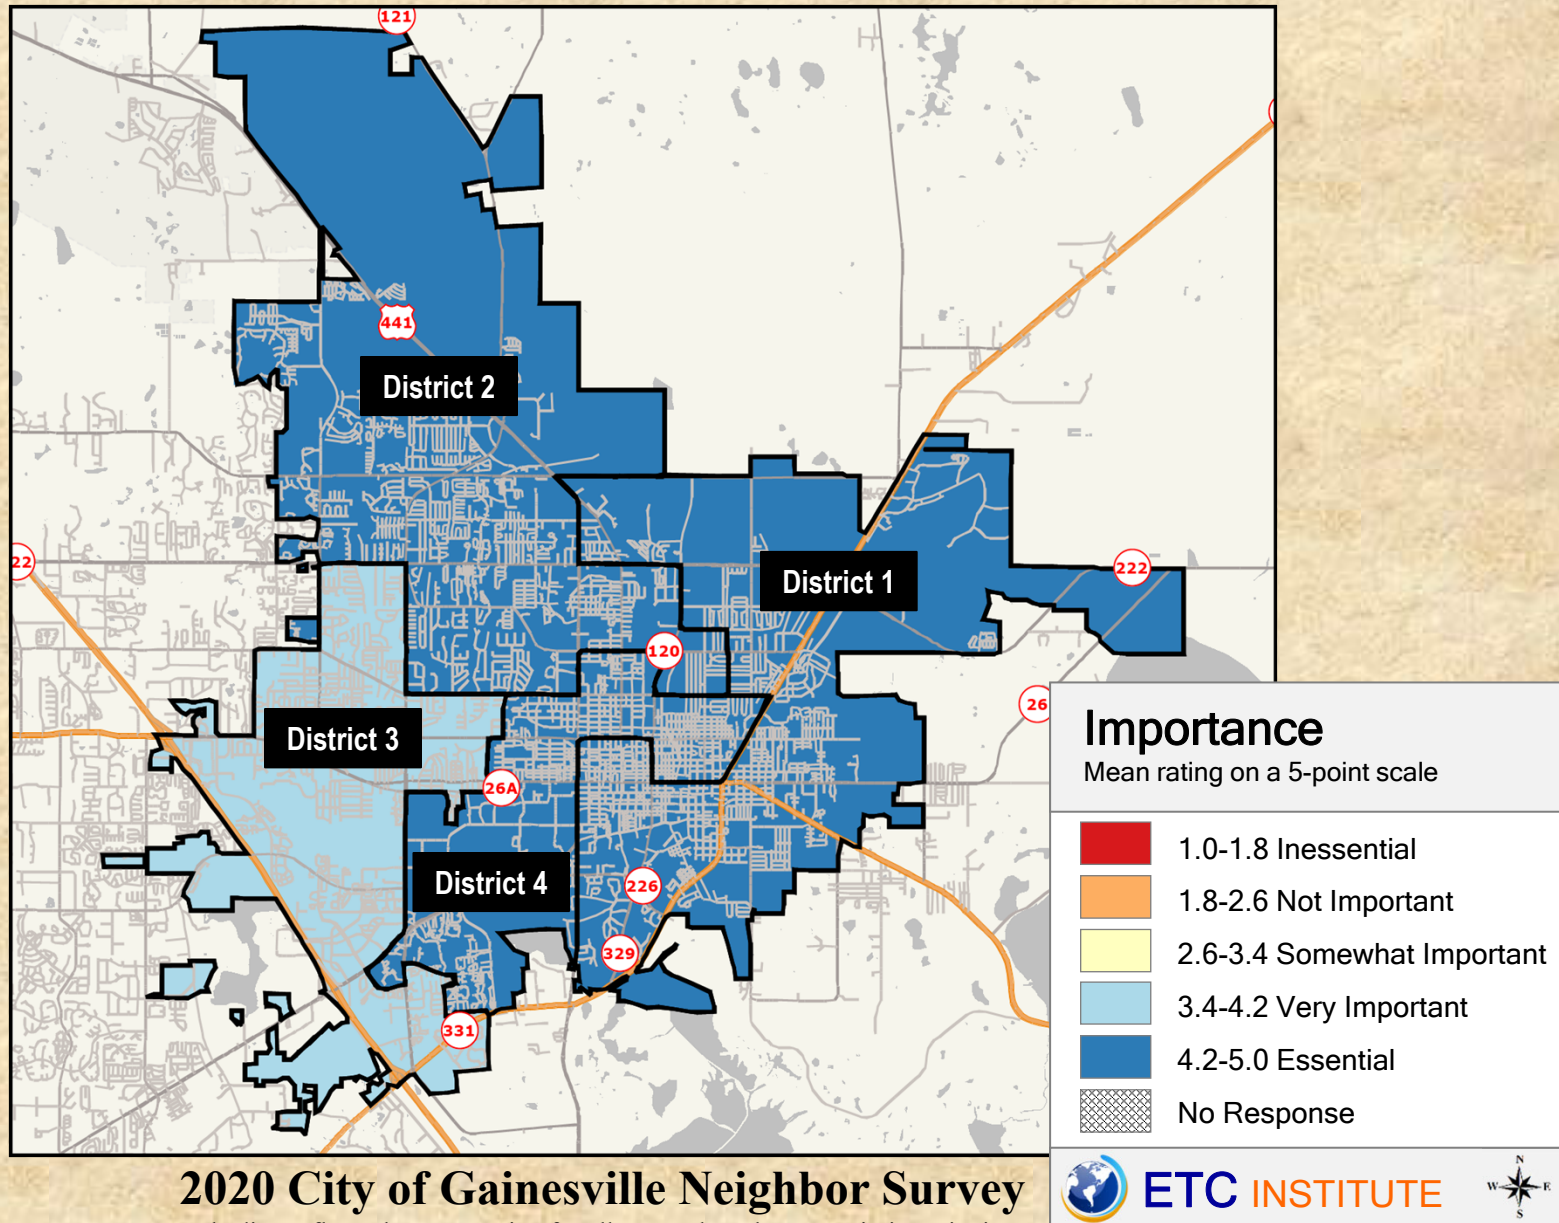 121
441
District 2
22
District 1
222
120
26
District 3
26A
District 4
226
329
331
Importance
Mean rating on a 5-point scale
1.0-1.8 Inessential
1.8-2.6 Not Important
2.6-3.4 Somewhat Important
3.4-4.2 Very Important
4.2-5.0 Essential
No Response
2020 City of Gainesville Neighbor Survey
ETC INSTITUTE
N
W E
S